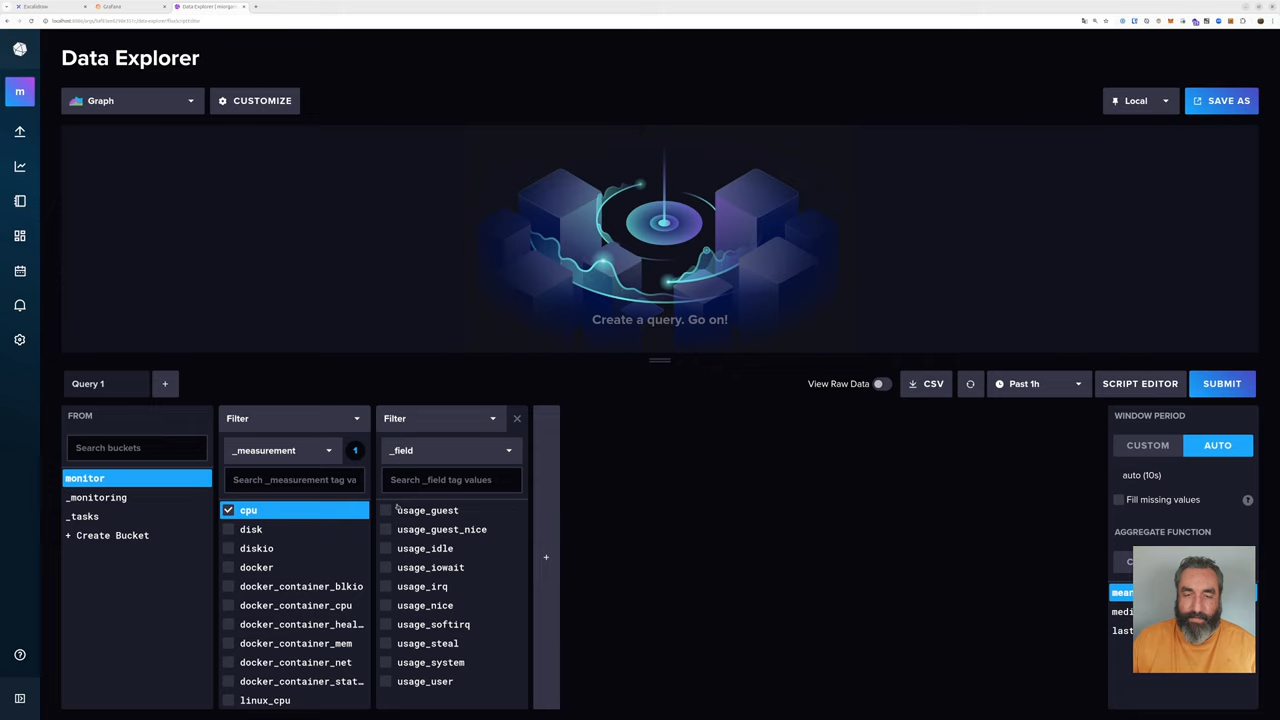 Excalidraw
Grafana
Data Explorer
m
Graph
CUSTOMIZE
Local
SAVE AS
Create a query. Go on!
Query 1
+
View Raw Data
CSV
Past 1h
SCRIPT EDITOR
SUBMIT
FROM
Search buckets
monitor
_monitoring
_tasks
+ Create Bucket
Filter
_measurement
1
Search _measurement tag va
cpu
disk
diskio
docker
docker_container_blkio
docker_container_cpu
docker_container_heal…
docker_container_mem
docker_container_net
docker_container_stat…
linux_cpu
Filter
_field
Search _field tag values
usage_guest
usage_guest_nice
usage_idle
usage_iowait
usage_irq
usage_nice
usage_softirq
usage_steal
usage_system
usage_user
+
WINDOW PERIOD
CUSTOM
AUTO
auto (10s)
Fill missing values
?
AGGREGATE FUNCTION
C
mean
medi
last